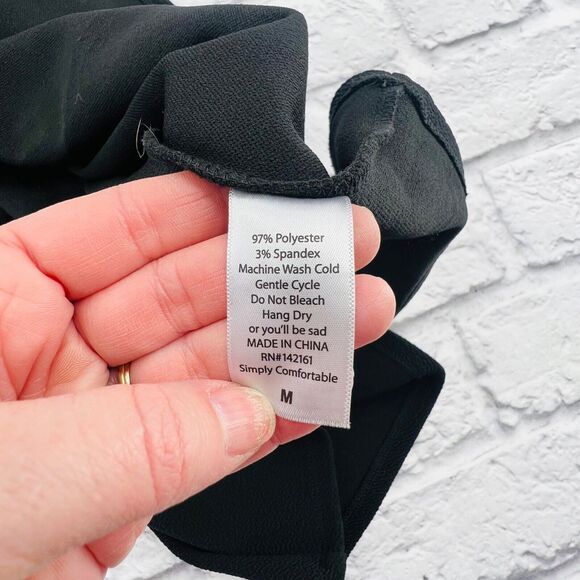 97% Polyester
3% Spandex
Machine Wash Cold
Gentle Cycle
Do Not Bleach
Hang Dry
or you'll be sad
MADE IN CHINA
RN#142161
Simply Comfortable
M